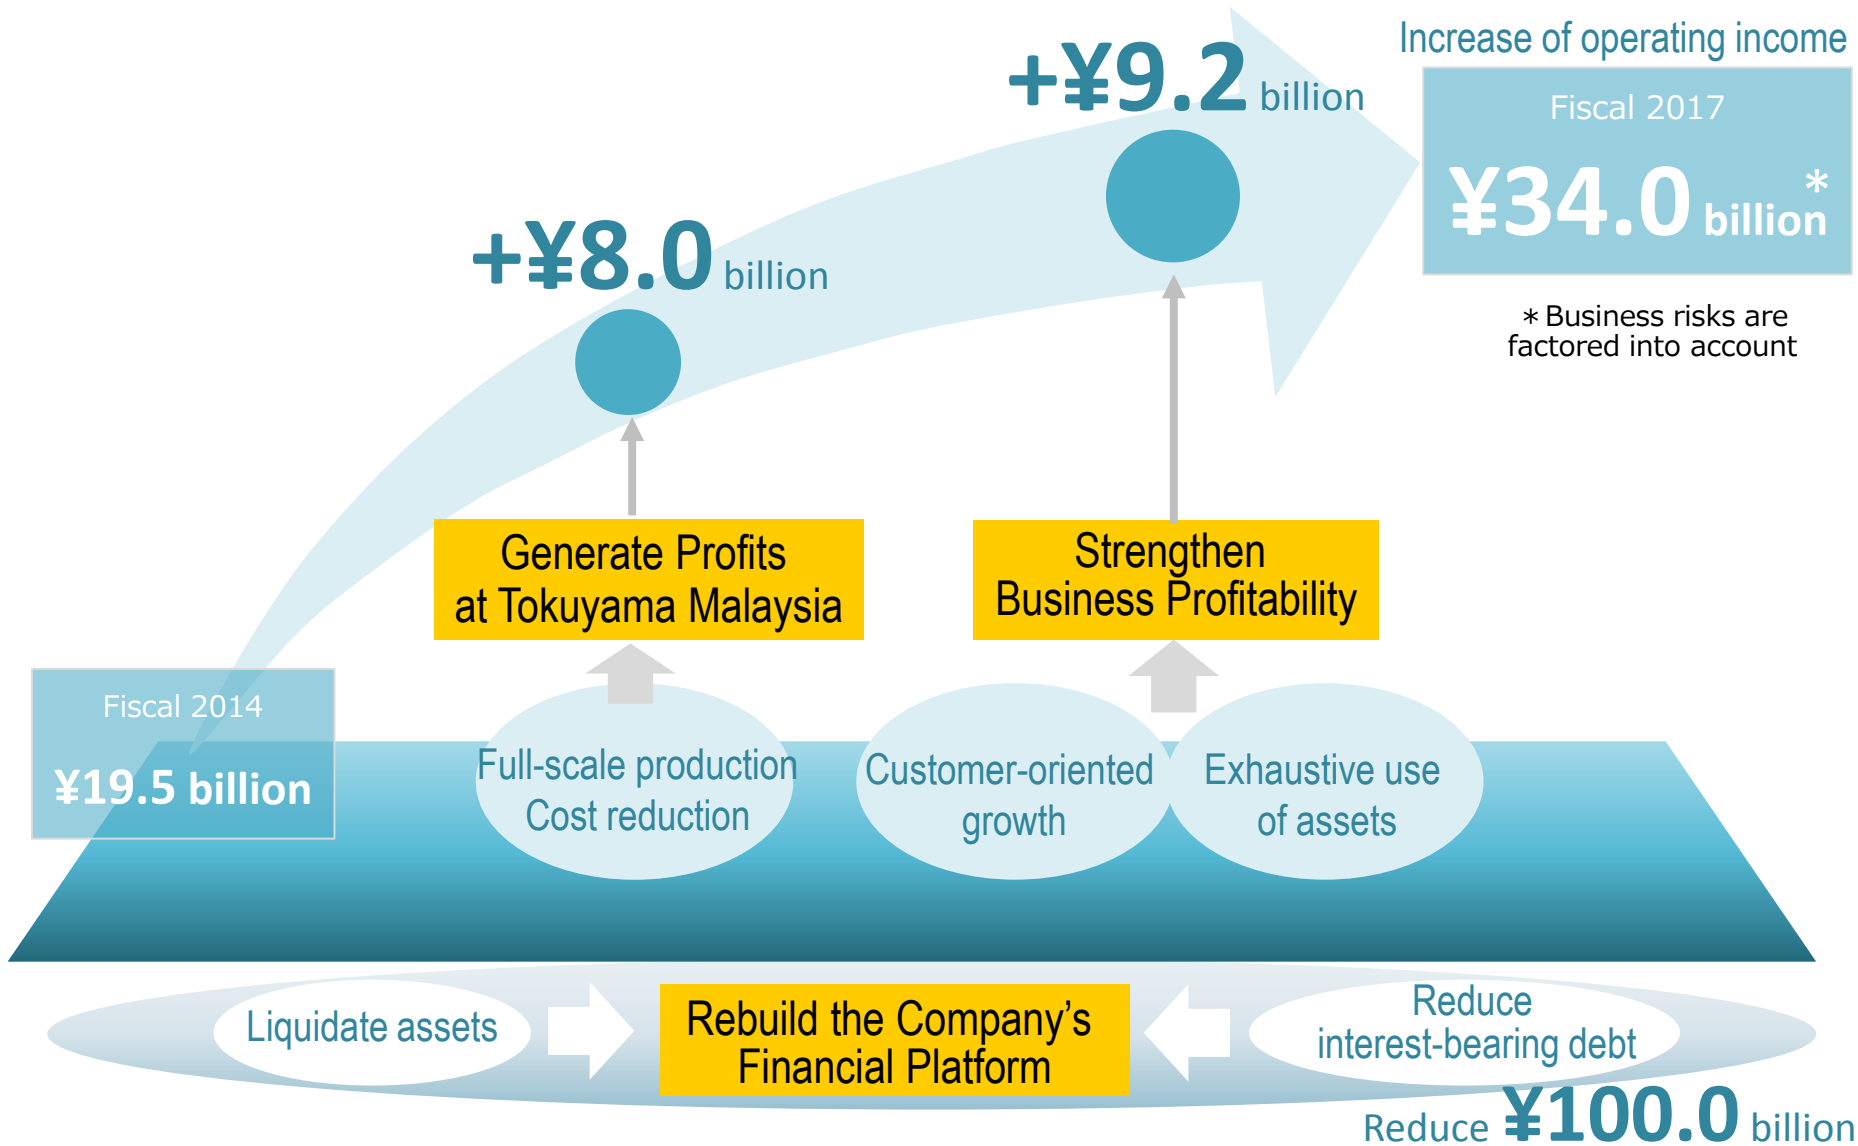 Increase of operating income
Fiscal 2017
¥34.0 billion*
*Business risks are
factored into account
+¥9.2 billion
+¥8.0 billion
Generate Profits
at Tokuyama Malaysia
Strengthen
Business Profitability
Fiscal 2014
¥19.5 billion
Full-scale production
Cost reduction
Customer-oriented
growth
Exhaustive use
of assets
Liquidate assets
Rebuild the Company’s
Financial Platform
Reduce
interest-bearing debt
Reduce ¥100.0 billion